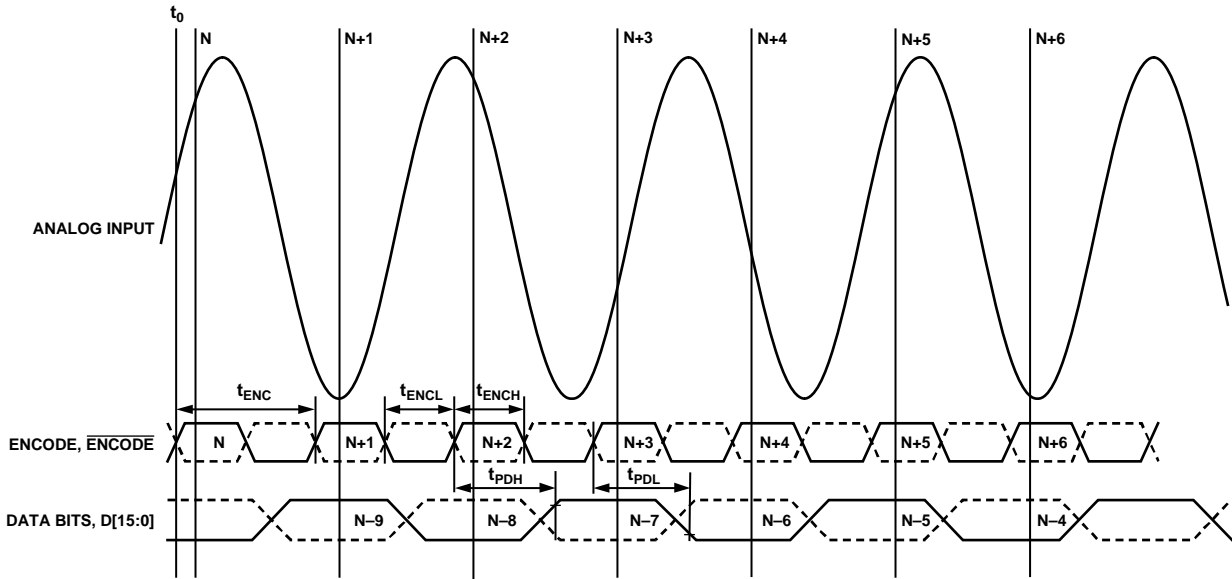 t0
N
N+1
N+2
N+3
N+4
N+5
N+6
ANALOG INPUT
tENC
tENCL
tENCH
ENCODE, ENCODE
N
N+1
N+2
N+3
N+4
N+5
N+6
tPDH
tPDL
DATA BITS, D[15:0]
N–9
N–8
N–7
N–6
N–5
N–4